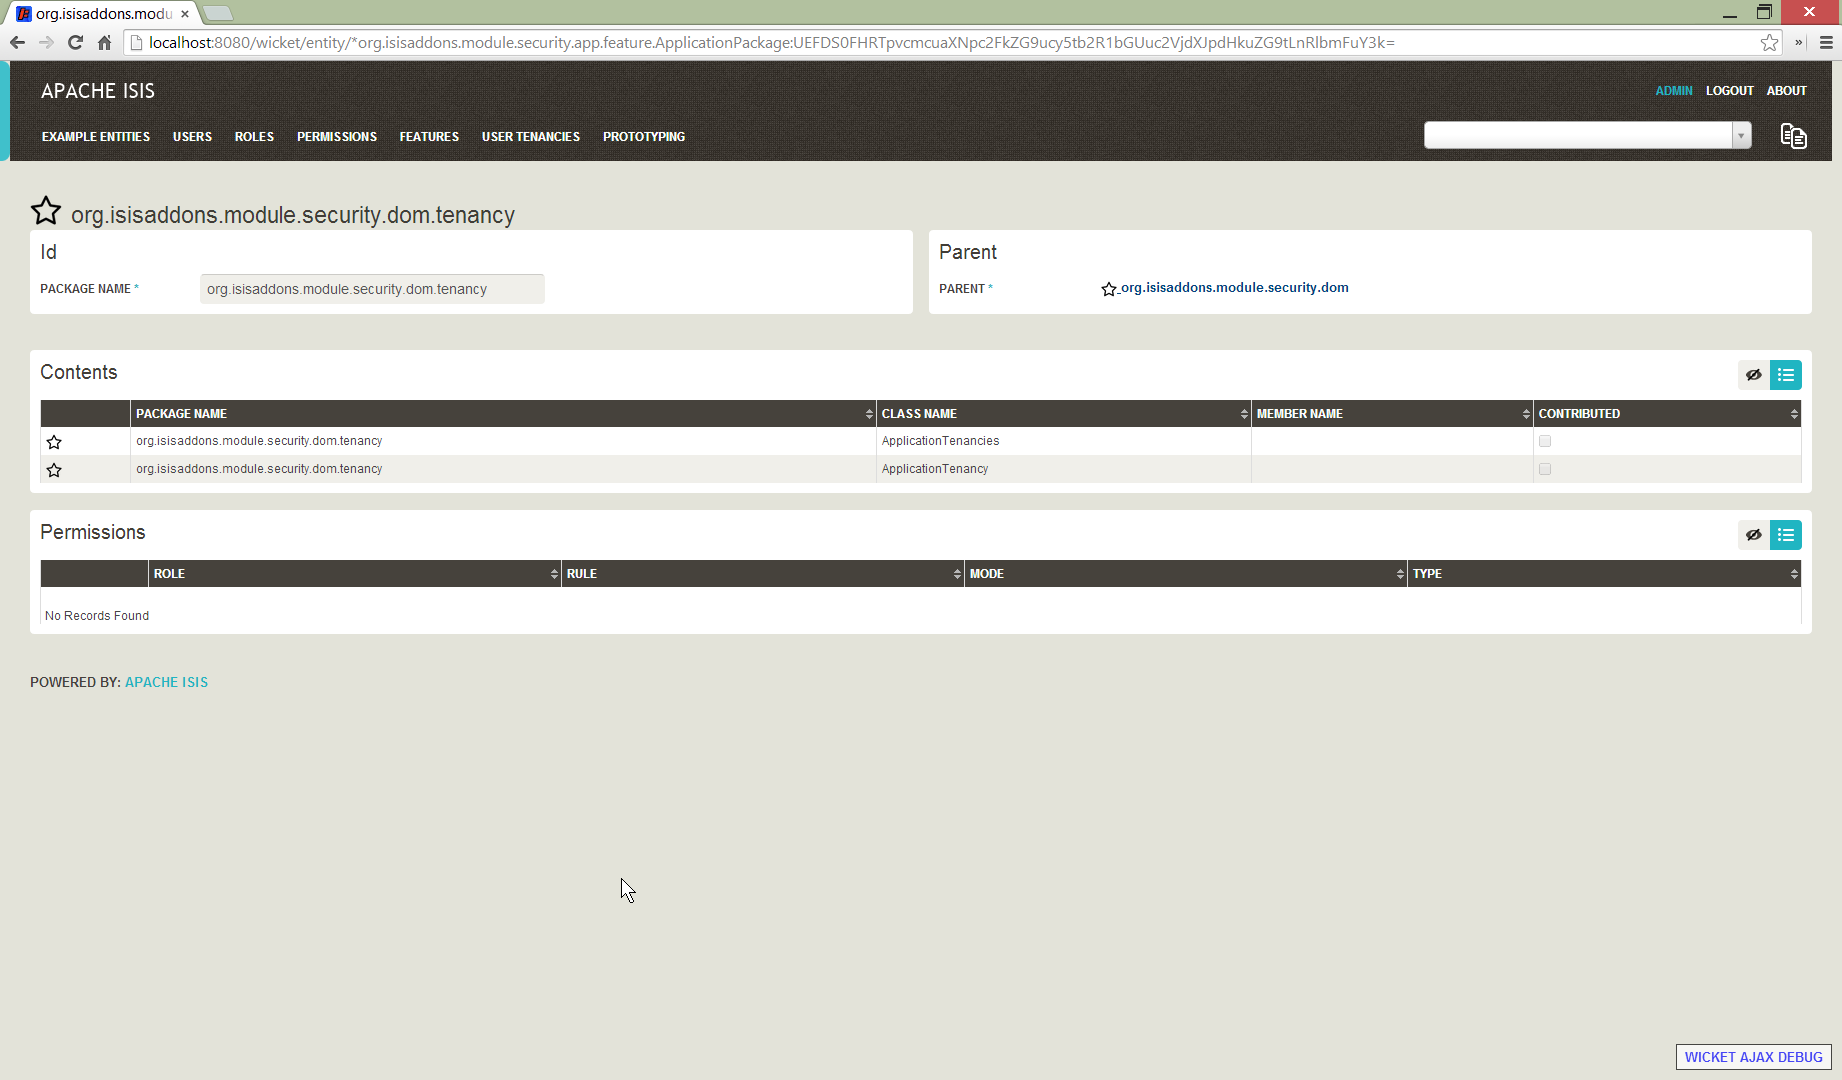 org.isisaddons.modu
localhost:8080/wicket/entity/*org.isisaddons.module.security.app.feature.ApplicationPackage:UEFDS0FHRTpvcmcuaXNpc2FkZG9ucy5tb2R1bGUuc2VjdXJpdHkuZG9tLnRlbmFuY3k=
APACHE ISIS
ADMIN LOGOUT ABOUT
EXAMPLE ENTITIES USERS ROLES PERMISSIONS FEATURES USER TENANCIES PROTOTYPING
org.isisaddons.module.security.dom.tenancy
Id
PACKAGE NAME * org.isisaddons.module.security.dom.tenancy
Parent
PARENT * org.isisaddons.module.security.dom
Contents
PACKAGE NAME CLASS NAME MEMBER NAME CONTRIBUTED
org.isisaddons.module.security.dom.tenancy ApplicationTenancies
org.isisaddons.module.security.dom.tenancy ApplicationTenancy
Permissions
ROLE RULE MODE TYPE
No Records Found
POWERED BY: APACHE ISIS
WICKET AJAX DEBUG